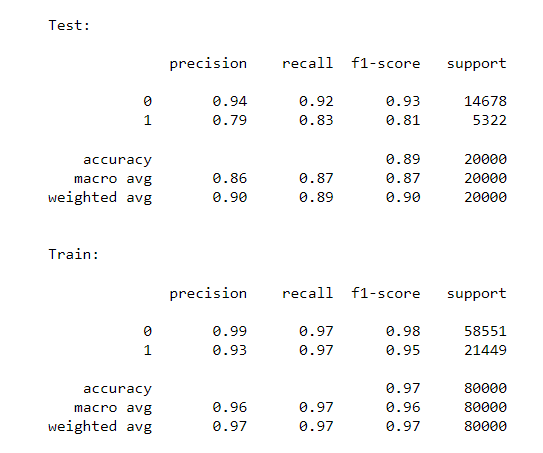 Test:
precision recall f1-score support
0 0.94 0.92 0.93 14678
1 0.79 0.83 0.81 5322
accuracy 0.89 20000
macro avg 0.86 0.87 0.87 20000
weighted avg 0.90 0.89 0.90 20000
Train:
precision recall f1-score support
0 0.99 0.97 0.98 58551
1 0.93 0.97 0.95 21449
accuracy 0.97 80000
macro avg 0.96 0.97 0.96 80000
weighted avg 0.97 0.97 0.97 80000